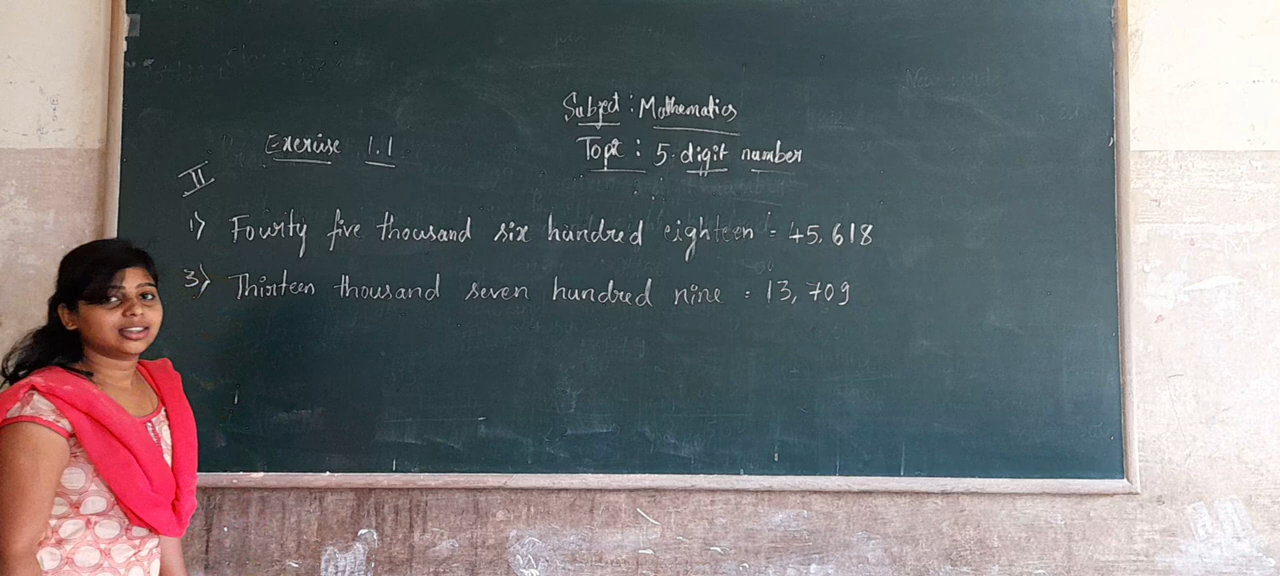 Subject : Mathematics
Exercise 1.1
Topic : 5-digit number
II
1) Fourty five thousand six hundred eighteen = 45,618
3) Thirteen thousand seven hundred nine = 13,709